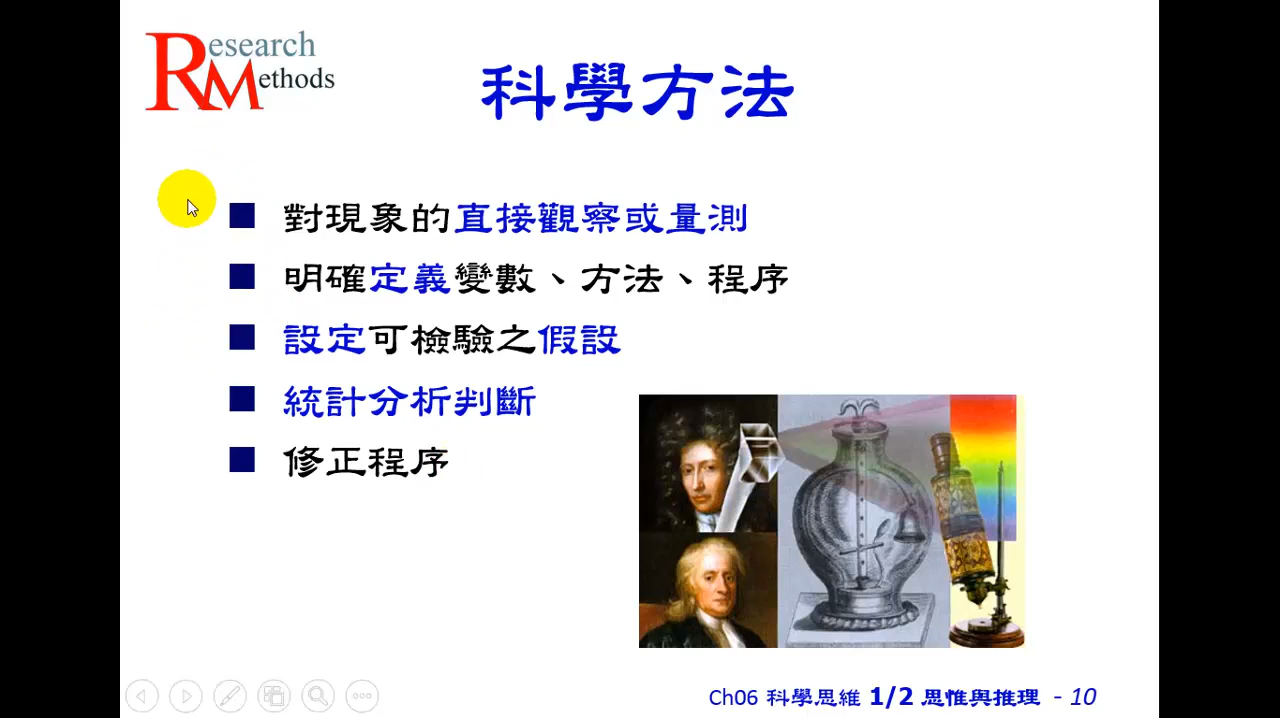 Research
Methods
科學方法
對現象的直接觀察或量測
明確定義變數、方法、程序
設定可檢驗之假設
統計分析判斷
修正程序
Ch06 科學思維 1/2 思惟與推理 - 10